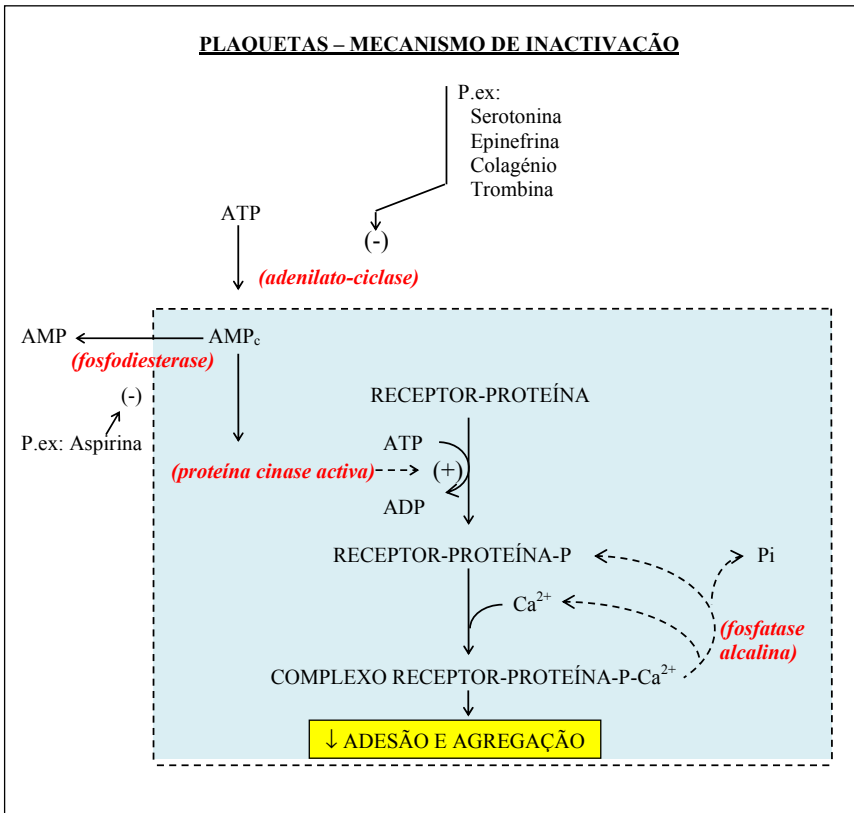 PLAQUETAS – MECANISMO DE INACTIVAÇÃO
P.ex:
Serotonina
Epinefrina
Colagénio
Trombina
ATP
(-)
(adenilato-ciclase)
AMP
AMPc
(fosfodiesterase)
(-)
RECEPTOR-PROTEÍNA
P.ex: Aspirina
ATP
(proteína cinase activa)
(+)
ADP
RECEPTOR-PROTEÍNA-P
Pi
Ca2+
(fosfatase
alcalina)
COMPLEXO RECEPTOR-PROTEÍNA-P-Ca2+
↓ ADESÃO E AGREGAÇÃO